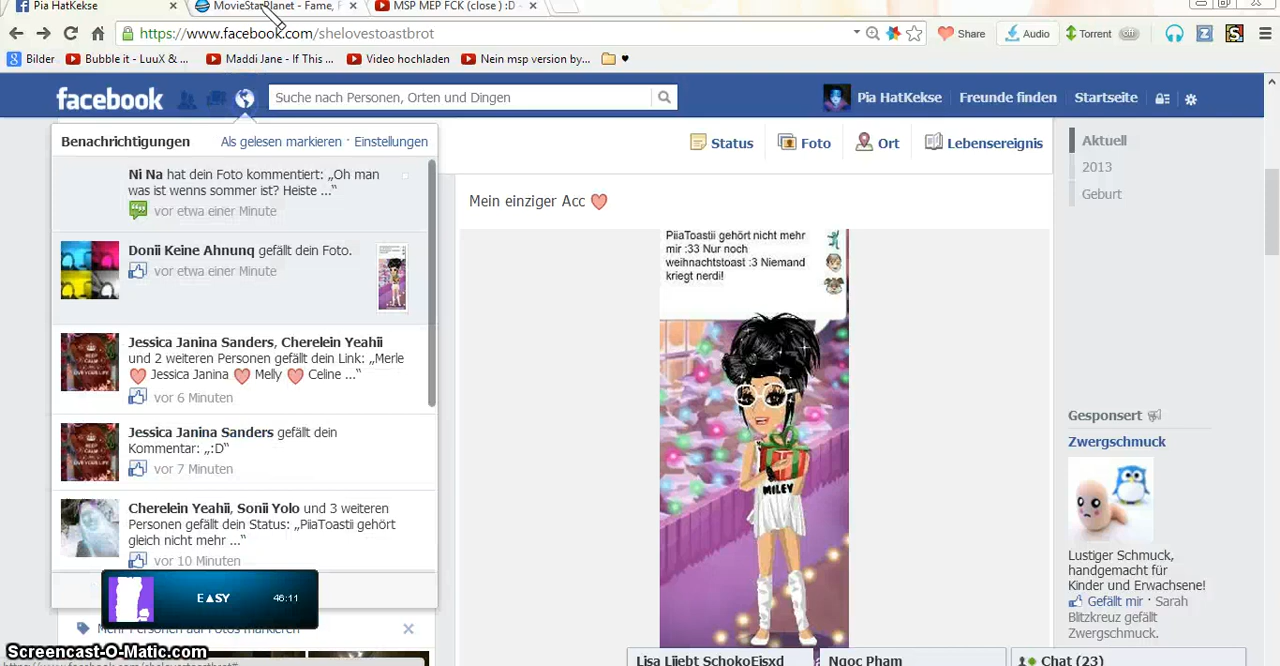 Pia HatKekse
MovieStarPlanet - Fame, F
MSP MEP FCK (close ) :D -
https://www.facebook.com/shelovestoastbrot
Share
Audio
Torrent
Bilder
Bubble it - LuuX & ...
Maddi Jane - If This ...
Video hochladen
Nein msp version by...
facebook
Suche nach Personen, Orten und Dingen
Pia HatKekse
Freunde finden
Startseite
Benachrichtigungen
Als gelesen markieren · Einstellungen
Ni Na hat dein Foto kommentiert: „Oh man
was ist wenns sommer ist? Heiste ...“
vor etwa einer Minute
Donii Keine Ahnunq gefällt dein Foto.
vor etwa einer Minute
Jessica Janina Sanders, Cherelein Yeahii
und 2 weiteren Personen gefällt dein Link: „Merle
Jessica Janina Melly Celine ...“
vor 6 Minuten
Jessica Janina Sanders gefällt dein
Kommentar: „:D“
vor 7 Minuten
Cherelein Yeahii, Sonii Yolo und 3 weiteren
Personen gefällt dein Status: „PiiaToastii gehört
gleich nicht mehr ...“
vor 10 Minuten
E▲SY
46:11
Mehr Personen auf Fotos markieren
Status
Foto
Ort
Lebensereignis
Mein einziger Acc
PiiaToastii gehört nicht mehr
mir :33 Nur noch
weihnachtstoast :3 Niemand
kriegt nerdi!
MILEY
Aktuell
2013
Geburt
Gesponsert
Zwergschmuck
Lustiger Schmuck,
handgemacht für
Kinder und Erwachsene!
Gefällt mir · Sarah
Blitzkreuz gefällt
Zwergschmuck.
Lisa Liiebt SchokoEisxd
Ngoc Pham
Chat (23)
Screencast-O-Matic.com